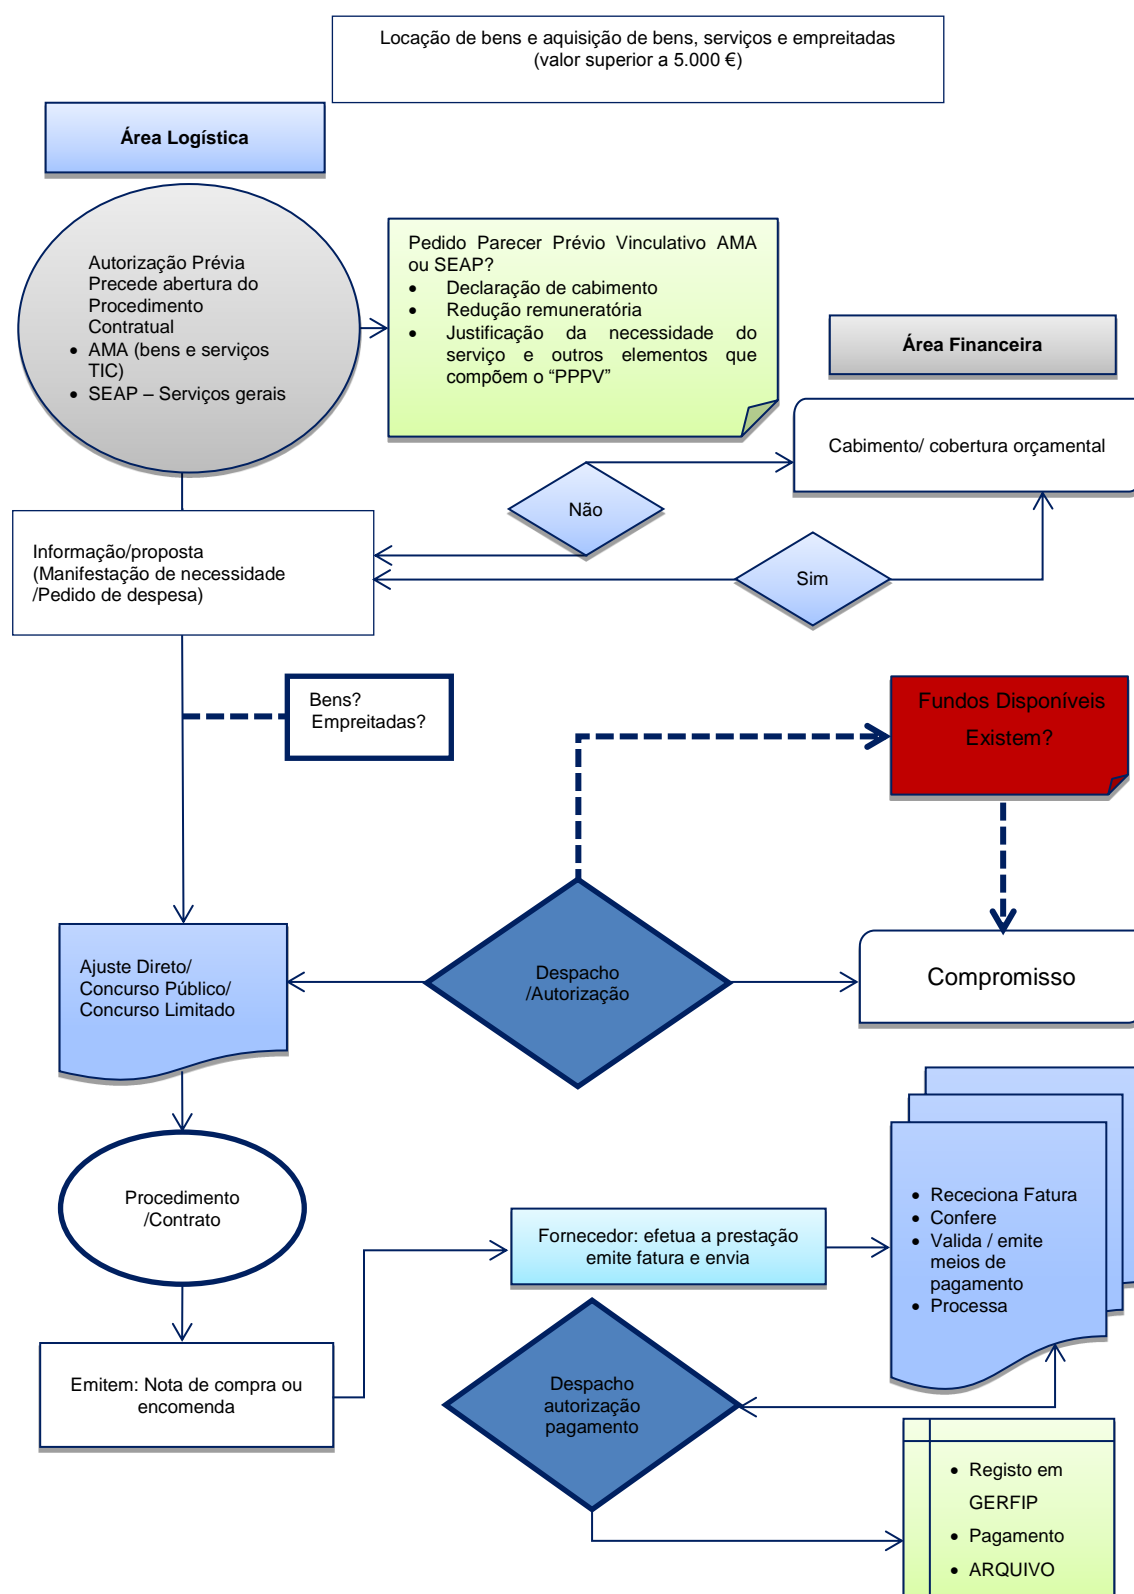 Locação de bens e aquisição de bens, serviços e empreitadas
(valor superior a 5.000 €)
Área Logística
Autorização Prévia
Precede abertura do
Procedimento
Contratual
• AMA (bens e serviços
TIC)
• SEAP – Serviços gerais
Pedido Parecer Prévio Vinculativo AMA
ou SEAP?
• Declaração de cabimento
• Redução remuneratória
• Justificação da necessidade do
serviço e outros elementos que
compõem o “PPPV”
Área Financeira
Cabimento/ cobertura orçamental
Não
Informação/proposta
(Manifestação de necessidade
/Pedido de despesa)
Sim
Bens?
Empreitadas?
Fundos Disponíveis
Existem?
Ajuste Direto/
Concurso Público/
Concurso Limitado
Despacho
/Autorização
Compromisso
Procedimento
/Contrato
Fornecedor: efetua a prestação
emite fatura e envia
• Receciona Fatura
• Confere
• Valida / emite
meios de
pagamento
• Processa
Emitem: Nota de compra ou
encomenda
Despacho
autorização
pagamento
• Registo em
GERFIP
• Pagamento
• ARQUIVO